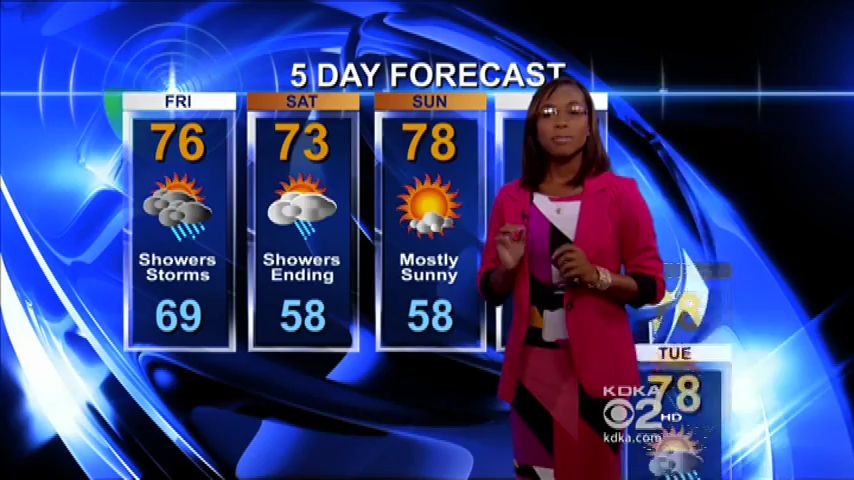 5 DAY FORECAST
FRI
76
Showers
Storms
69
SAT
73
Showers
Ending
58
SUN
78
Mostly
Sunny
58
TUE
78
KDKA
2 HD
kdka.com